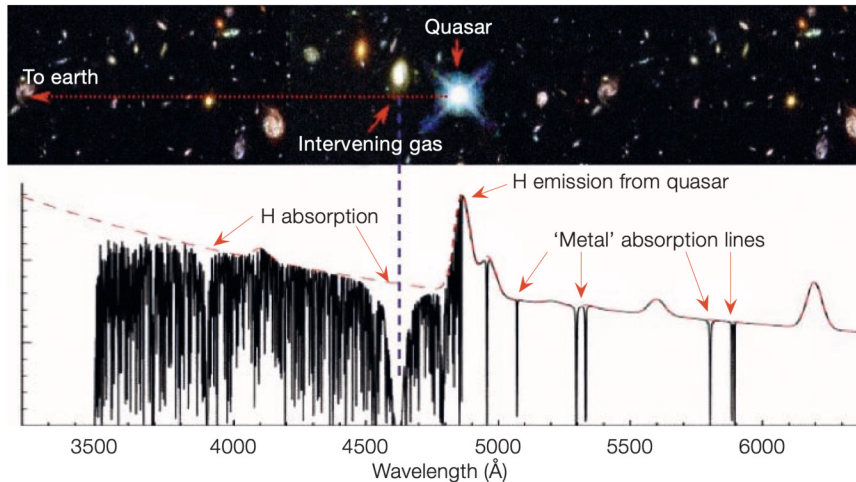 Quasar
To earth
Intervening gas
H emission from quasar
H absorption
‘Metal’ absorption lines
3500 4000 4500 5000 5500 6000
Wavelength (Å)